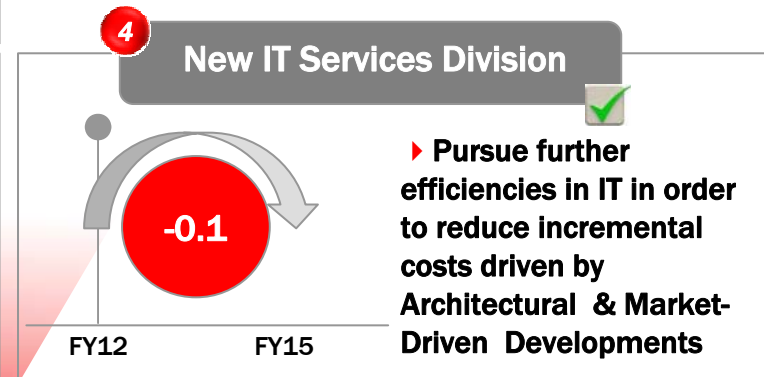 4
New IT Services Division
-0.1
FY12
FY15
Pursue further
efficiencies in IT in order
to reduce incremental
costs driven by
Architectural & Market-
Driven Developments